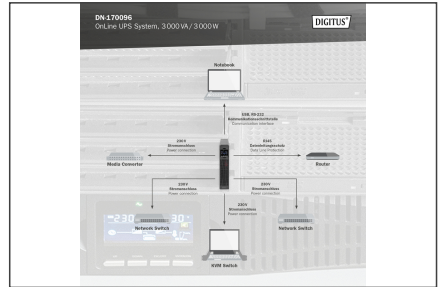 DN-170096
OnLine UPS System, 3000 VA / 3000 W
DIGITUS®
Notebook
USB, RS-232
Kommunikationsschnittstelle
Communication interface
230V
Stromanschluss
Power connection
RJ45
Datenleitungsschutz
Data Line Protection
Media Converter
Router
230V
Stromanschluss
Power connection
230V
Stromanschluss
Power connection
230V
Stromanschluss
Power connection
Network Switch
Network Switch
KVM Switch
230
30